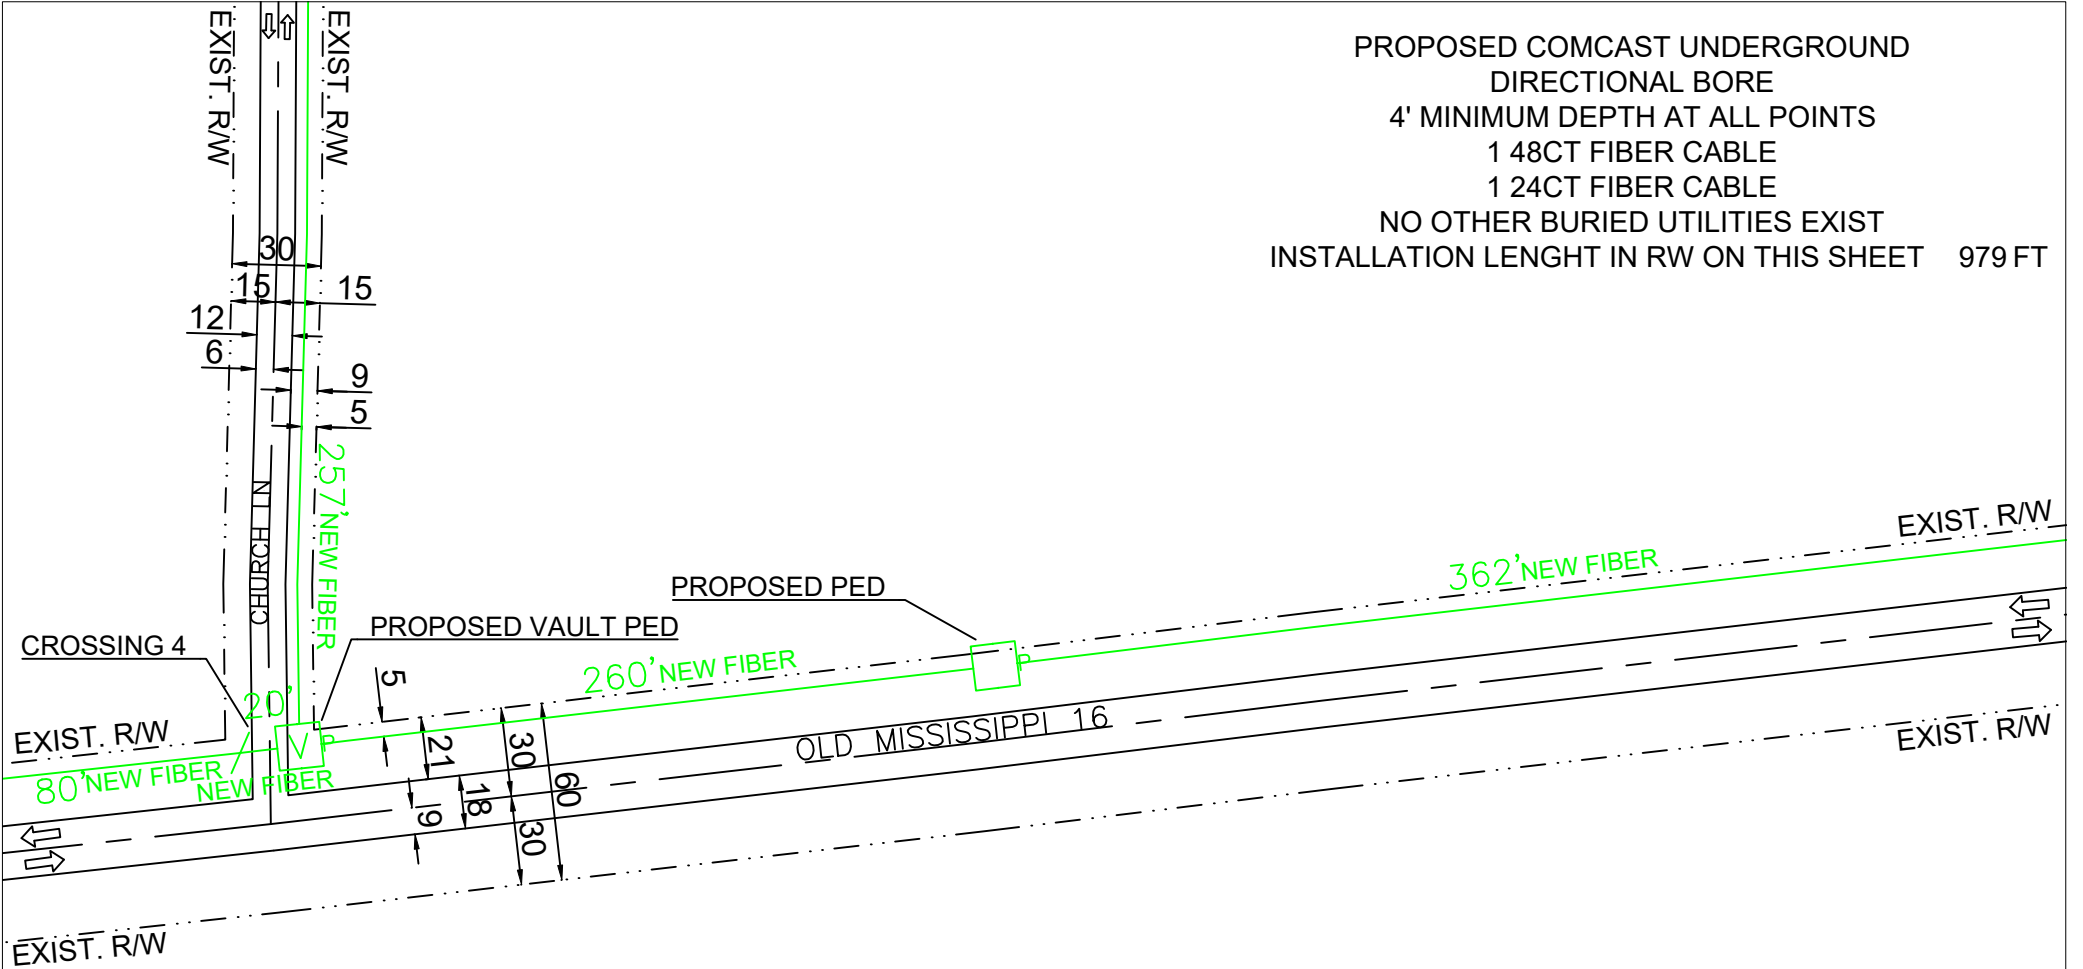 EXIST. R/W
EXIST. R/W
PROPOSED COMCAST UNDERGROUND
DIRECTIONAL BORE
4' MINIMUM DEPTH AT ALL POINTS
1 48CT FIBER CABLE
1 24CT FIBER CABLE
NO OTHER BURIED UTILITIES EXIST
INSTALLATION LENGHT IN RW ON THIS SHEET 979 FT
30
15
15
12
6
9
5
257' NEW FIBER
CHURCH LN
EXIST. R/W
362' NEW FIBER
PROPOSED PED
PROPOSED VAULT PED
CROSSING 4
260' NEW FIBER
P
5
20'
EXIST. R/W
V
P
80' NEW FIBER
NEW FIBER
21
30
60
18
9
30
OLD MISSISSIPPI 16
EXIST. R/W
EXIST. R/W